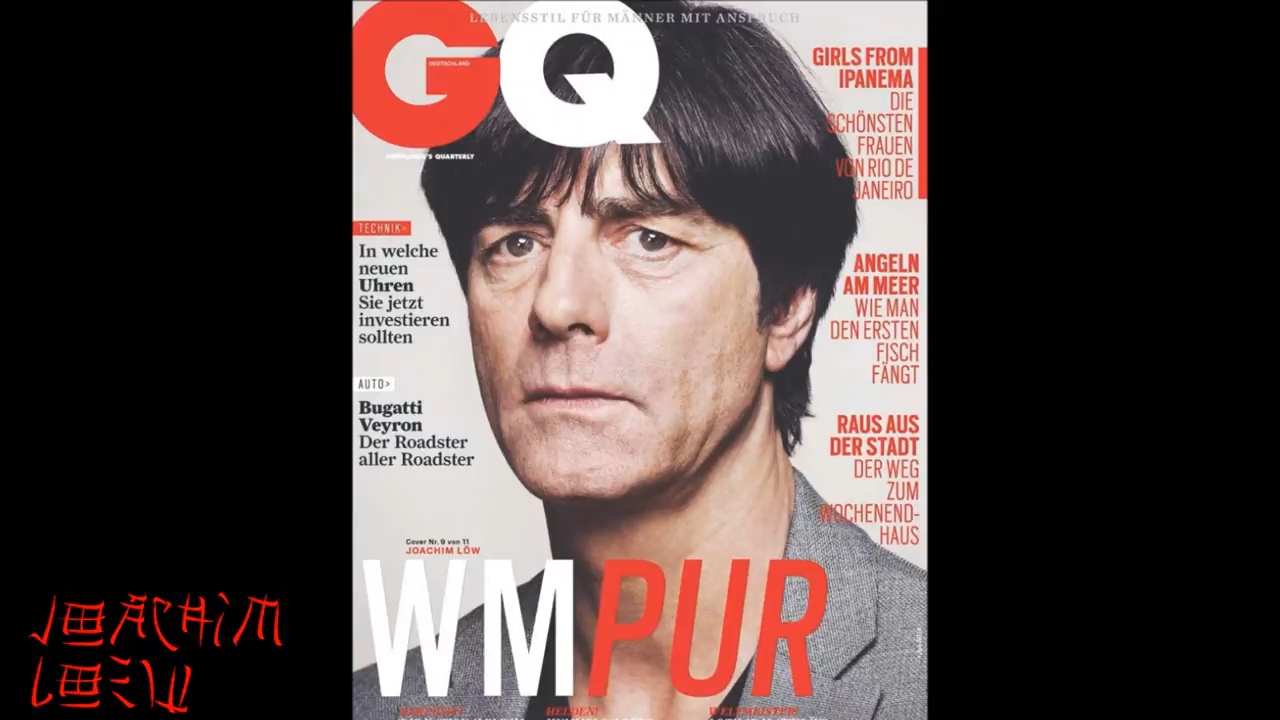 LEBENSSTIL FÜR MÄNNER MIT ANSPRUCH
GQ
DEUTSCHLAND
GENTLEMEN'S QUARTERLY
GIRLS FROM
IPANEMA
DIE
SCHÖNSTEN
FRAUEN
VON RIO DE
JANEIRO
TECHNIK>
In welche
neuen
Uhren
Sie jetzt
investieren
sollten
ANGELN
AM MEER
WIE MAN
DEN ERSTEN
FISCH
FÄNGT
AUTO>
Bugatti
Veyron
Der Roadster
aller Roadster
RAUS AUS
DER STADT
DER WEG
ZUM
WOCHENEND-
HAUS
Cover Nr. 9 von 11
JOACHIM LÖW
WM PUR
HELDEN!
WELTMEISTER!
JOACHIM
LOEW